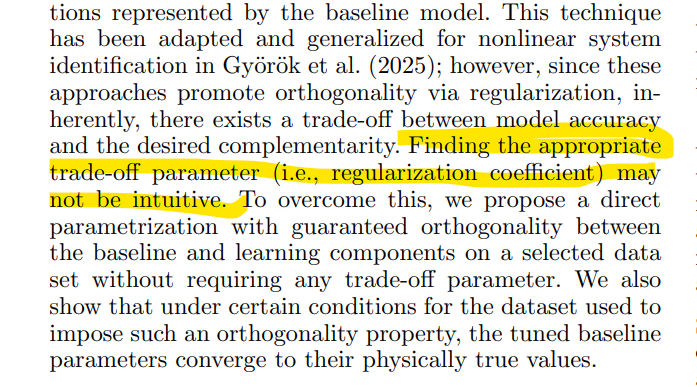 tions represented by the baseline model. This technique
has been adapted and generalized for nonlinear system
identification in Györök et al. (2025); however, since these
approaches promote orthogonality via regularization, in-
herently, there exists a trade-off between model accuracy
and the desired complementarity. Finding the appropriate
trade-off parameter (i.e., regularization coefficient) may
not be intuitive. To overcome this, we propose a direct
parametrization with guaranteed orthogonality between
the baseline and learning components on a selected data
set without requiring any trade-off parameter. We also
show that under certain conditions for the dataset used to
impose such an orthogonality property, the tuned baseline
parameters converge to their physically true values.